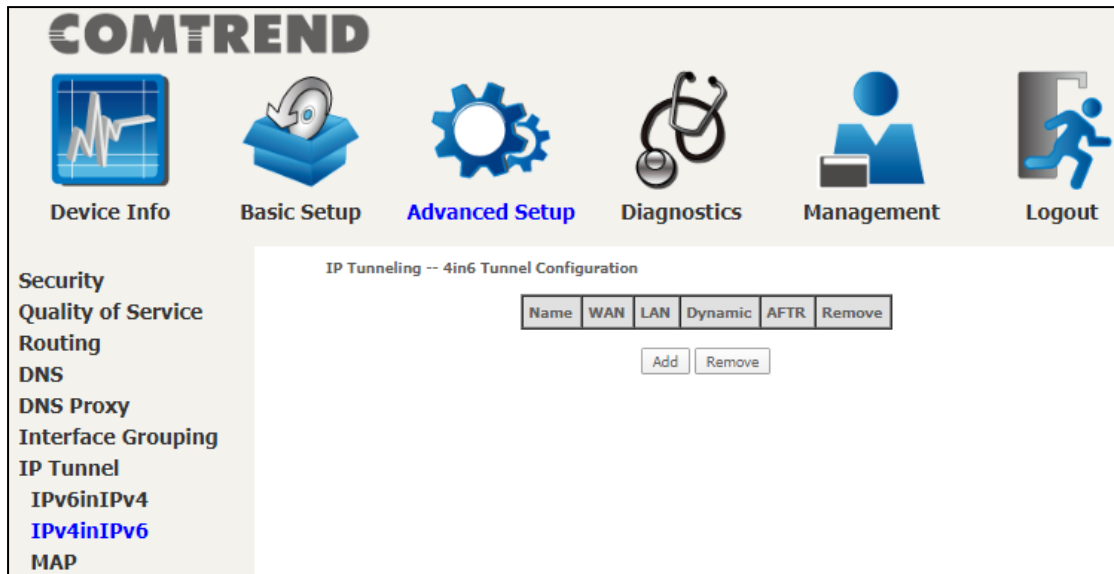 COMTREND
Device Info Basic Setup Advanced Setup Diagnostics Management Logout
Security
Quality of Service
Routing
DNS
DNS Proxy
Interface Grouping
IP Tunnel
IPv6inIPv4
IPv4inIPv6
MAP
IP Tunneling -- 4in6 Tunnel Configuration
Name WAN LAN Dynamic AFTR Remove
Add Remove